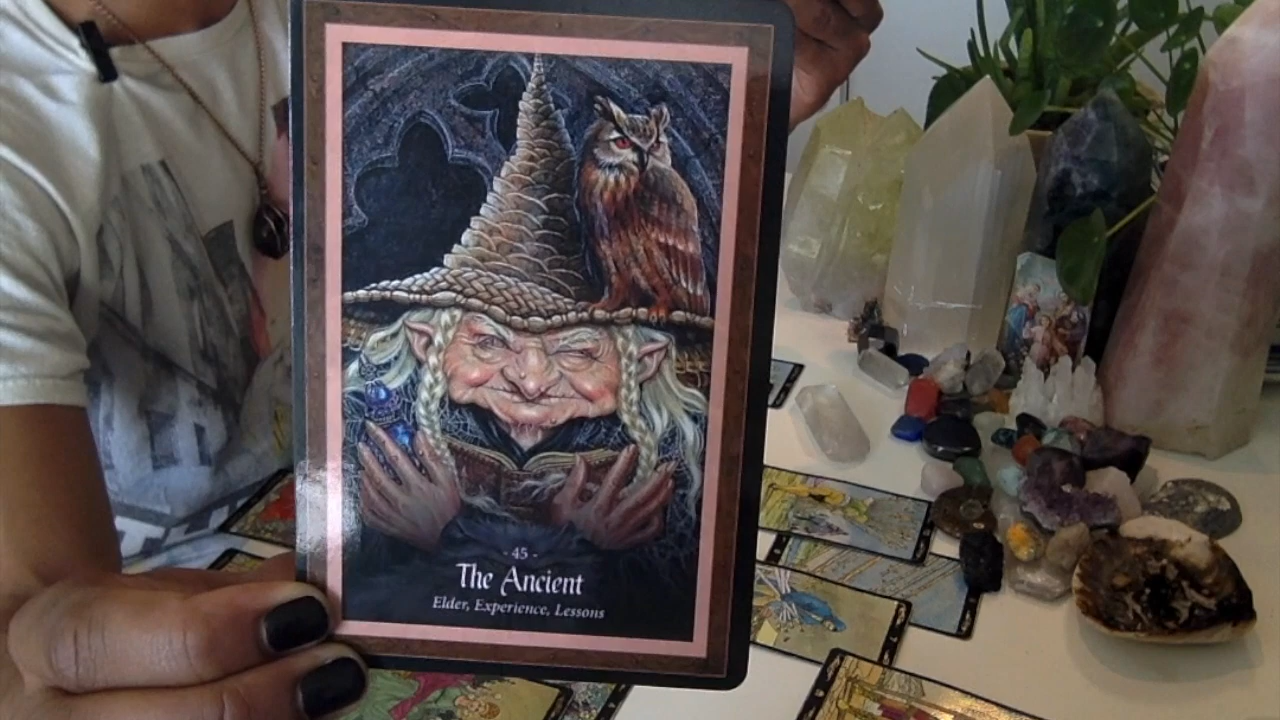 - 45 -
The Ancient
Elder, Experience, Lessons